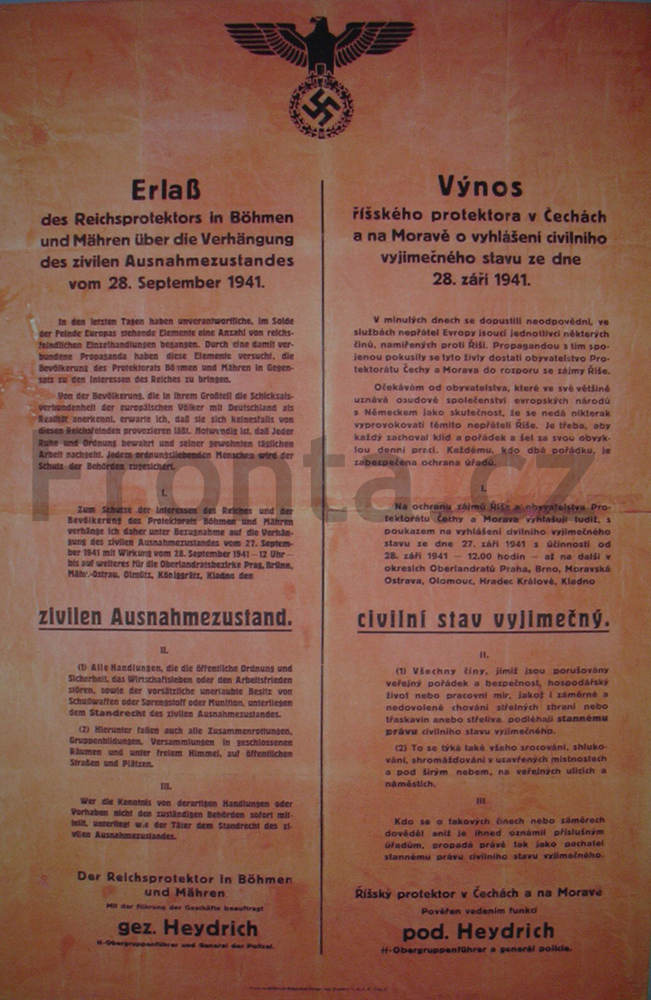 Erlaß
des Reichsprotektors in Böhmen
und Mähren über die Verhängung
des zivilen Ausnahmezustandes
vom 28. September 1941.
In den letzten Tagen haben unverantwortliche, im Solde
der Feinde Europas stehende Elemente eine Anzahl von reichs-
feindlichen Einzelhandlungen begangen. Durch eine damit ver-
bundene Propaganda haben diese Elemente versucht, die
Bevölkerung des Protektorats Böhmen und Mähren in Gegen-
satz zu den Interessen des Reiches zu bringen.
Von der Bevölkerung, die in ihrem Großteil die Schicksals-
verbundenheit der europäischen Völker mit Deutschland als
Realität anerkennt, erwarte ich, daß sie sich keinesfalls von
diesen Reichsfeinden provozieren läßt. Notwendig ist, daß Jeder
Ruhe und Ordnung bewahrt und seiner gewohnten täglichen
Arbeit nachgeht. Jedem ordnungsliebenden Menschen wird der
Schutz der Behörden zugesichert.
I.
Zum Schutze der Interessen des Reiches und der
Bevölkerung des Protektorats Böhmen und Mähren
verhänge ich daher unter Bezugnahme auf die Verhän-
gung des zivilen Ausnahmezustandes vom 27. Septem-
ber 1941 mit Wirkung vom 28. September 1941 — 12 Uhr —
bis auf weiteres für die Oberlandratsbezirke Prag, Brünn,
Mähr.-Ostrau, Olmütz, Königgrätz, Kladno den
zivilen Ausnahmezustand.
II.
(1) Alle Handlungen, die die öffentliche Ordnung und
Sicherheit, das Wirtschaftsleben oder den Arbeitsfrieden
stören, sowie der vorsätzliche unerlaubte Besitz von
Schußwaffen oder Sprengstoff oder Munition, unterliegen
dem Standrecht des zivilen Ausnahmezustandes.
(2) Hierunter fallen auch alle Zusammenrottungen,
Gruppenbildungen, Versammlungen in geschlossenen
Räumen und unter freiem Himmel, auf öffentlichen
Straßen und Plätzen.
III.
Wer die Kenntnis von derartigen Handlungen oder
Vorhaben nicht den zuständigen Behörden sofort mit-
teilt, unterliegt wie der Täter dem Standrecht des zi-
vilen Ausnahmezustandes.
Der Reichsprotektor in Böhmen
und Mähren
Mit der Führung der Geschäfte beauftragt
gez. Heydrich
SS-Obergruppenführer und General der Polizei.
Výnos
říšského protektora v Čechách
a na Moravě o vyhlášení civilního
vyjimečného stavu ze dne
28. září 1941.
V minulých dnech se dopustili neodpovědní, ve
službách nepřátel Evropy jsoucí jednotlivci některých
činů, namířených proti Říši. Propagandou s tím spo-
jenou pokusily se tyto živly dostati obyvatelstvo Pro-
tektorátu Čechy a Morava do rozporu se zájmy Říše.
Očekávám od obyvatelstva, které ve své většině
uznává osudové společenství evropských národů
s Německem jako skutečnost, že se nedá nikterak
vyprovokovati těmito nepřáteli Říše. Je třeba, aby
každý zachoval klid a pořádek a šel za svou obvyk-
lou denní prací. Každému, kdo dbá pořádku, je
zabezpečena ochrana úřadů.
I.
Na ochranu zájmů Říše a obyvatelstva Pro-
tektorátu Čechy a Morava vyhlašuji tudíž, s
poukazem na vyhlášení civilního výjimečného
stavu ze dne 27. září 1941 s účinností od
28. září 1941 — 12.00 hodin — až na další v
okresích Oberlandratů Praha, Brno, Moravská
Ostrava, Olomouc, Hradec Králové, Kladno
civilní stav vyjimečný.
II.
(1) Všechny činy, jimiž jsou porušovány
veřejný pořádek a bezpečnost, hospodářský
život nebo pracovní mír, jakož i záměrné a
nedovolené chování střelných zbraní nebo
třaskavin anebo střeliva, podléhají stannému
právu civilního stavu vyjimečného.
(2) To se týká také všeho srocování, shluko-
vání, shromažďování v uzavřených místnostech
a pod širým nebem, na veřejných ulicích a
náměstích.
III.
Kdo se o takových činech nebo záměrech
dověděl aniž je ihned oznámil příslušným
úřadům, propadá právě tak jako pachatel
stannému právu civilního stavu vyjimečného.
Říšský protektor v Čechách a na Moravě
Pověřen vedením funkcí
pod. Heydrich
SS-Obergruppenführer a generál policie.
Fronta.cz